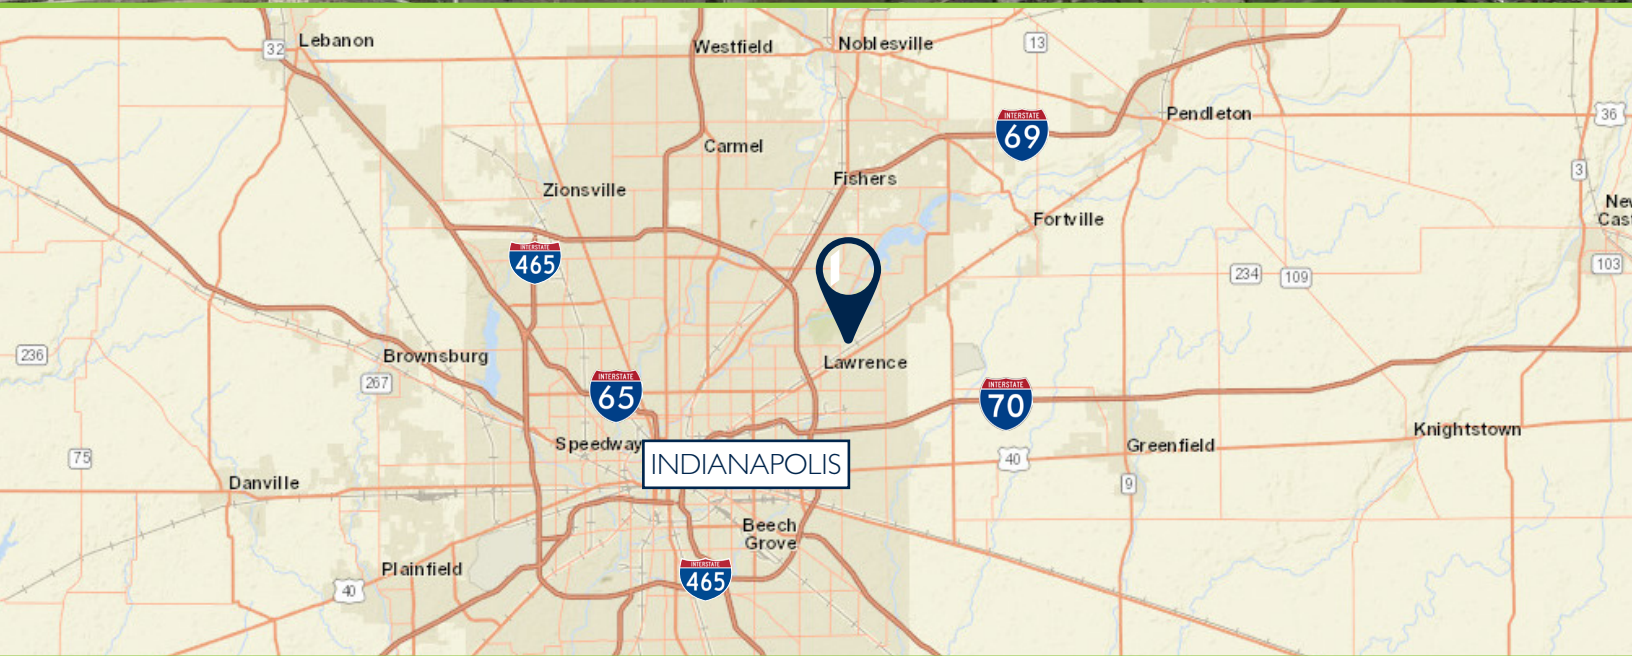 Lebanon
32
Westfield
Noblesville
13
INTERSTATE
69
Pendleton
36
Carmel
3
Fishers
Zionsville
New
Cast
Fortville
INTERSTATE
465
103
234
109
236
Brownsburg
267
Lawrence
INTERSTATE
65
INTERSTATE
70
Speedway
INDIANAPOLIS
Knightstown
Greenfield
75
40
Danville
9
Beech
Grove
Plainfield
INTERSTATE
465
40